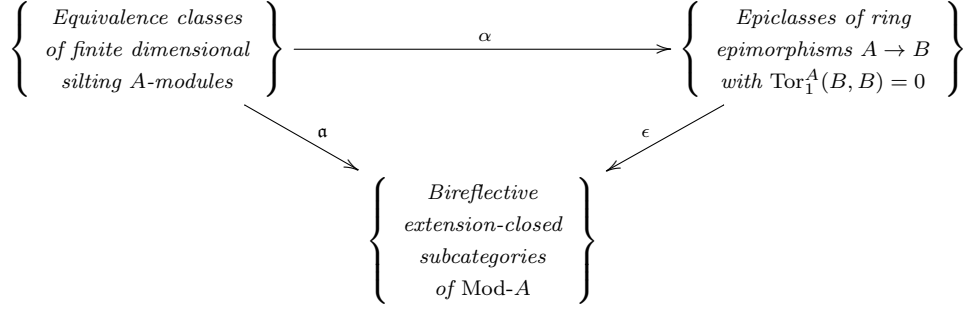 Equivalence classes
of finite dimensional
silting A-modules
α
Epiclasses of ring
epimorphisms A → B
with Tor₁ᴬ(B, B) = 0
𝔞
ϵ
Bireflective
extension-closed
subcategories
of Mod-A